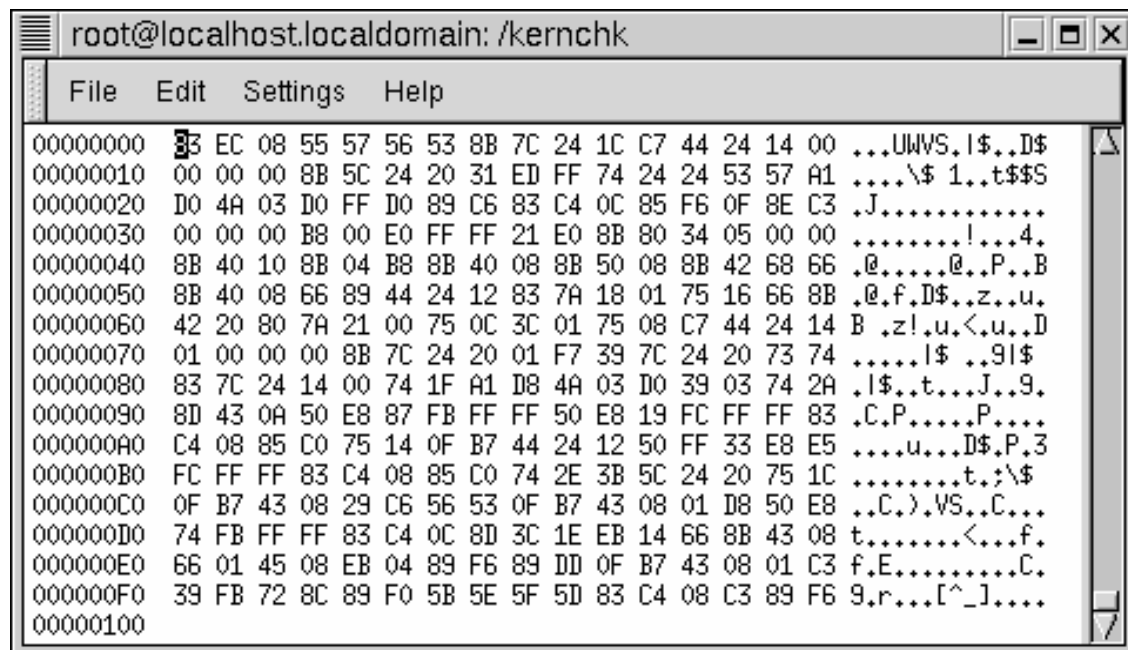 root@localhost.localdomain: /kernchk
File Edit Settings Help
00000000 83 EC 08 55 57 56 53 8B 7C 24 1C C7 44 24 14 00 ...UWVS.|$..D$
00000010 00 00 00 8B 5C 24 20 31 ED FF 74 24 24 53 57 A1 ....\$ 1..t$$S
00000020 D0 4A 03 D0 FF D0 89 C6 83 C4 0C 85 F6 0F 8E C3 .J............
00000030 00 00 00 B8 00 E0 FF FF 21 E0 8B 80 34 05 00 00 ........!...4.
00000040 8B 40 10 8B 04 B8 8B 40 08 8B 50 08 8B 42 68 66 .@.....@..P..B
00000050 8B 40 08 66 89 44 24 12 83 7A 18 01 75 16 66 8B .@.f.D$..z..u.
00000060 42 20 80 7A 21 00 75 0C 3C 01 75 08 C7 44 24 14 B .z!.u.<.u..D
00000070 01 00 00 00 8B 7C 24 20 01 F7 39 7C 24 20 73 74 .....|$ ..9|$
00000080 83 7C 24 14 00 74 1F A1 D8 4A 03 D0 39 03 74 2A .|$..t...J..9.
00000090 8D 43 0A 50 E8 87 FB FF FF 50 E8 19 FC FF FF 83 .C.P.....P....
000000A0 C4 08 85 C0 75 14 0F B7 44 24 12 50 FF 33 E8 E5 ....u...D$.P.3
000000B0 FC FF FF 83 C4 08 85 C0 74 2E 3B 5C 24 20 75 1C ........t.;\$
000000C0 0F B7 43 08 29 C6 56 53 0F B7 43 08 01 D8 50 E8 ..C.).VS..C...
000000D0 74 FB FF FF 83 C4 0C 8D 3C 1E EB 14 66 8B 43 08 t.......<...f.
000000E0 66 01 45 08 EB 04 89 F6 89 DD 0F B7 43 08 01 C3 f.E.........C.
000000F0 39 FB 72 8C 89 F0 5B 5E 5F 5D 83 C4 08 C3 89 F6 9.r...[^_]....
00000100